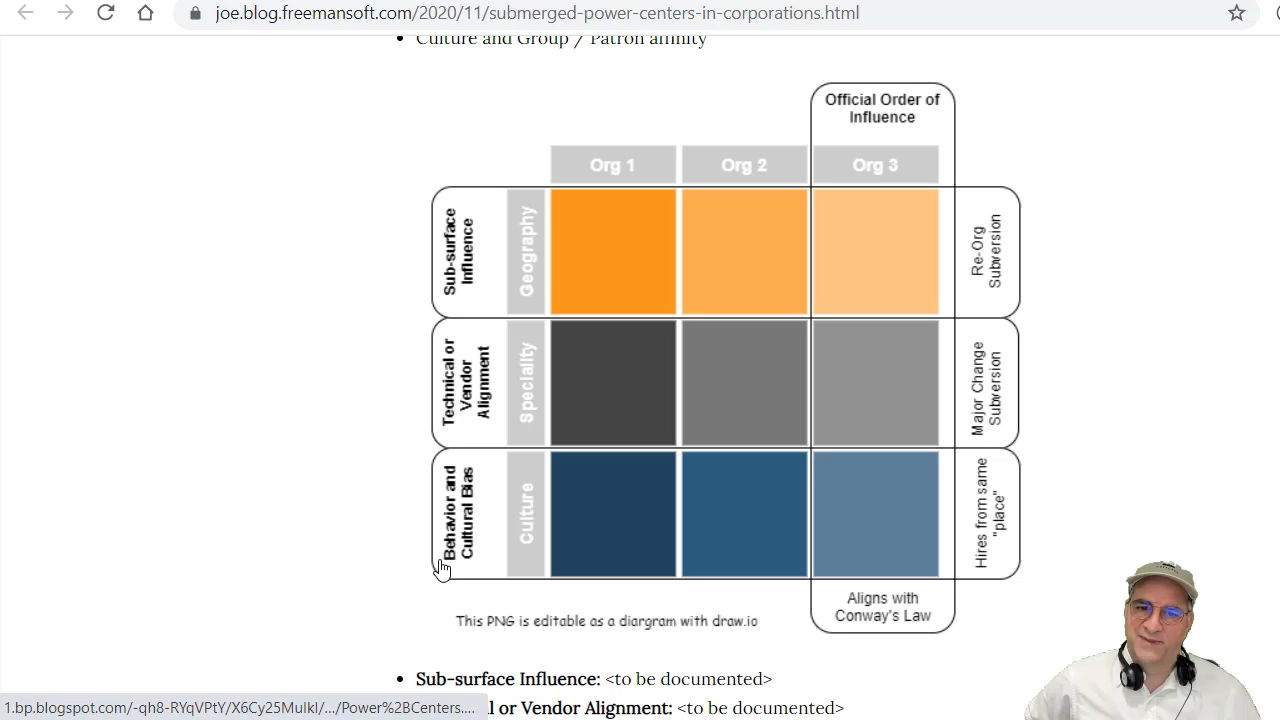 joe.blog.freemansoft.com/2020/11/submerged-power-centers-in-corporations.html
Culture and Group / Patron affinity
Official Order of
Influence
Org 1
Org 2
Org 3
Sub-surface
Influence
Geography
Re-Org
Subversion
Technical or
Vendor
Alignment
Speciality
Major Change
Subversion
Behavior and
Cultural Bias
Culture
Hires from same
"place"
Aligns with
Conway's Law
This PNG is editable as a diargram with draw.io
Sub-surface Influence: <to be documented>
l or Vendor Alignment: <to be documented>
1.bp.blogspot.com/-qh8-RYqVPtY/X6Cy25MulkI/.../Power%2BCenters....